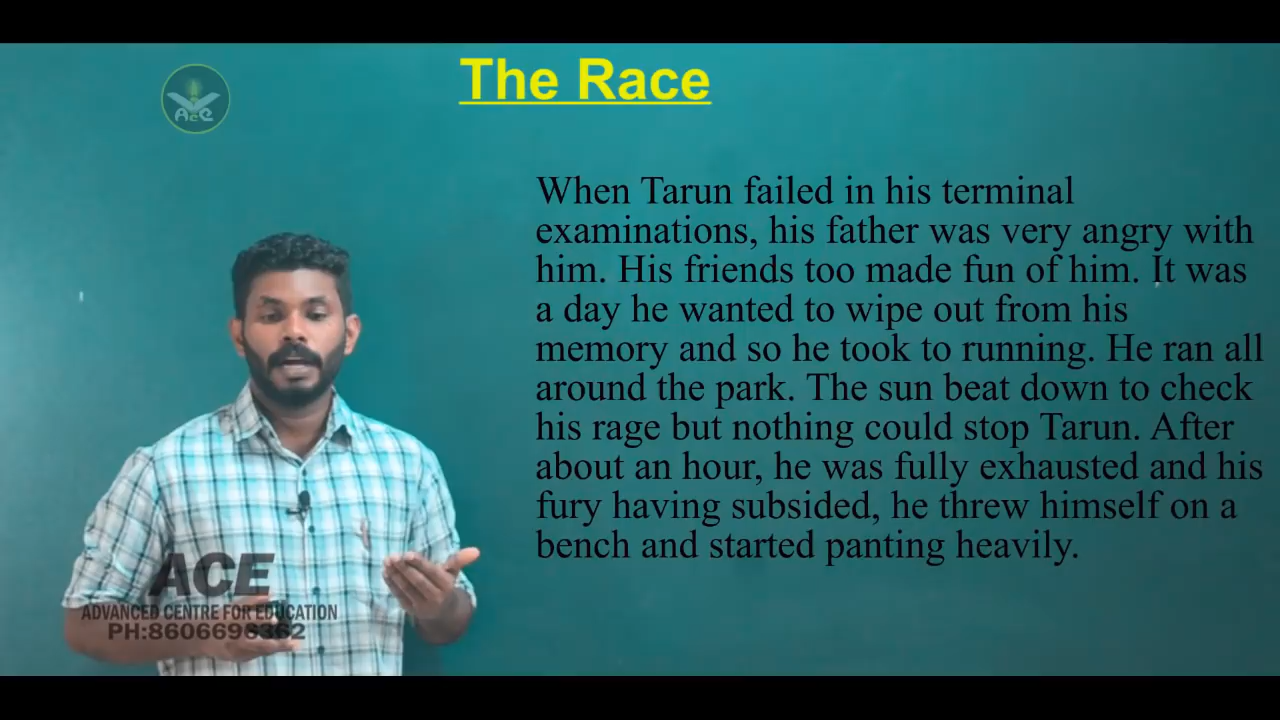 The Race
AcE
When Tarun failed in his terminal
examinations, his father was very angry with
him. His friends too made fun of him. It was
a day he wanted to wipe out from his
memory and so he took to running. He ran all
around the park. The sun beat down to check
his rage but nothing could stop Tarun. After
about an hour, he was fully exhausted and his
fury having subsided, he threw himself on a
bench and started panting heavily.
ACE
ADVANCED CENTRE FOR EDUCATION
PH:8606696362